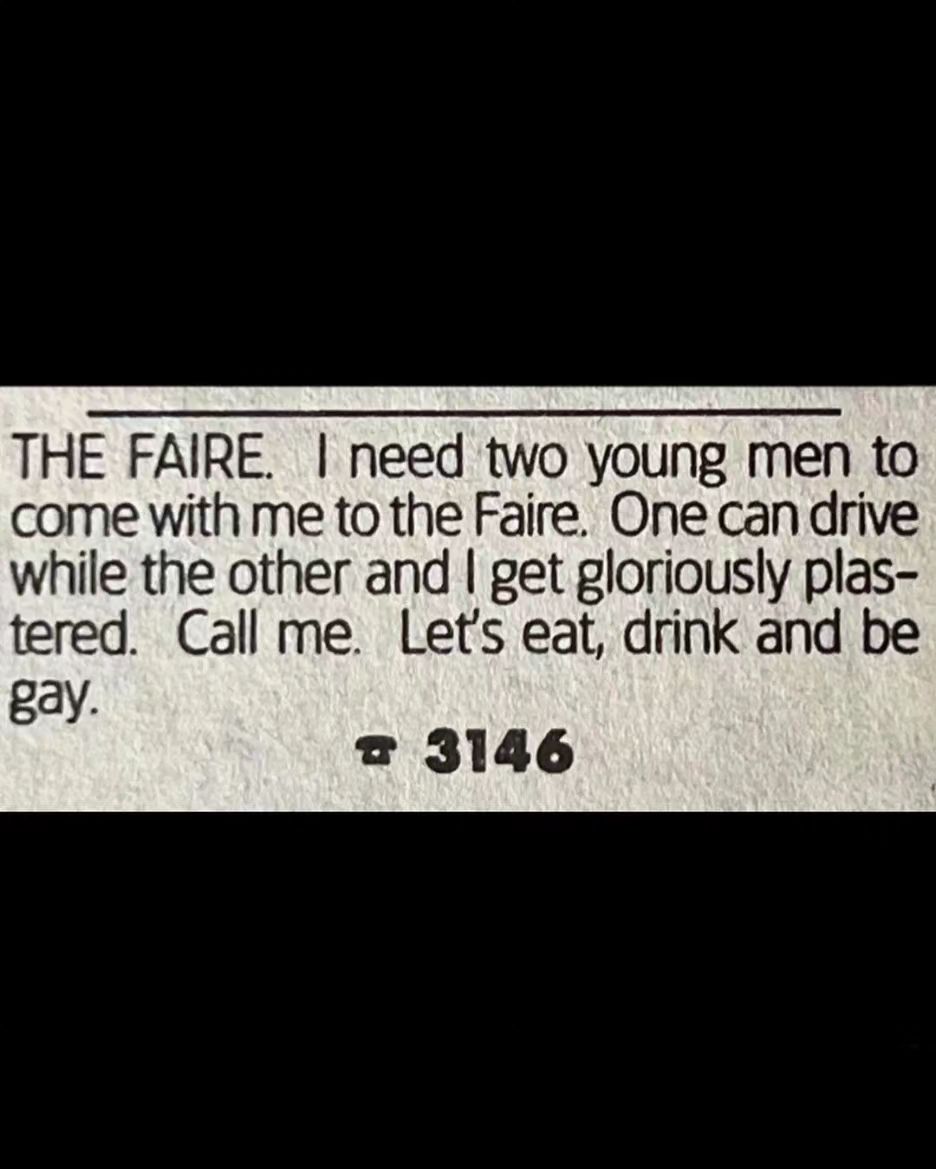 THE FAIRE. I need two young men to
come with me to the Faire. One can drive
while the other and I get gloriously plas-
tered. Call me. Let's eat, drink and be
gay.
☎ 3146